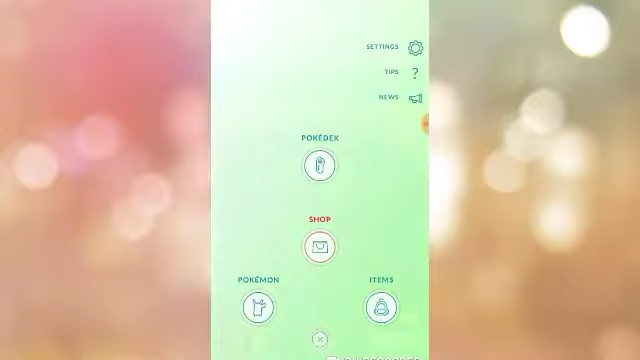 SETTINGS
TIPS ?
NEWS
POKÉDEX
SHOP
POKÉMON
ITEMS